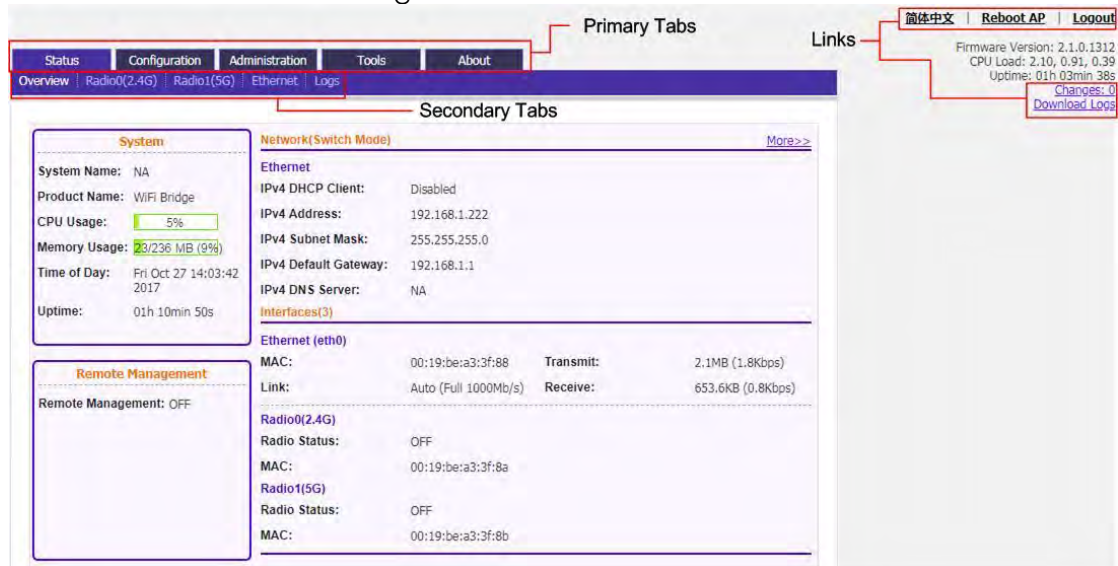 Primary Tabs
Links
简体中文 | Reboot AP | Logout
Firmware Version: 2.1.0.1312
CPU Load: 2.10, 0.91, 0.39
Uptime: 01h 03min 38s
Changes: 0
Download Logs
Status Configuration Administration Tools About
Overview Radio0(2.4G) Radio1(5G) Ethernet Logs
Secondary Tabs
System
System Name: NA
Product Name: WiFi Bridge
CPU Usage: 5%
Memory Usage: 23/236 MB (9%)
Time of Day: Fri Oct 27 14:03:42
2017
Uptime: 01h 10min 50s
Remote Management
Remote Management: OFF
Network(Switch Mode) More>>
Ethernet
IPv4 DHCP Client: Disabled
IPv4 Address: 192.168.1.222
IPv4 Subnet Mask: 255.255.255.0
IPv4 Default Gateway: 192.168.1.1
IPv4 DNS Server: NA
Interfaces(3)
Ethernet (eth0)
MAC: 00:19:be:a3:3f:88 Transmit: 2.1MB (1.8Kbps)
Link: Auto (Full 1000Mb/s) Receive: 653.6KB (0.8Kbps)
Radio0(2.4G)
Radio Status: OFF
MAC: 00:19:be:a3:3f:8a
Radio1(5G)
Radio Status: OFF
MAC: 00:19:be:a3:3f:8b